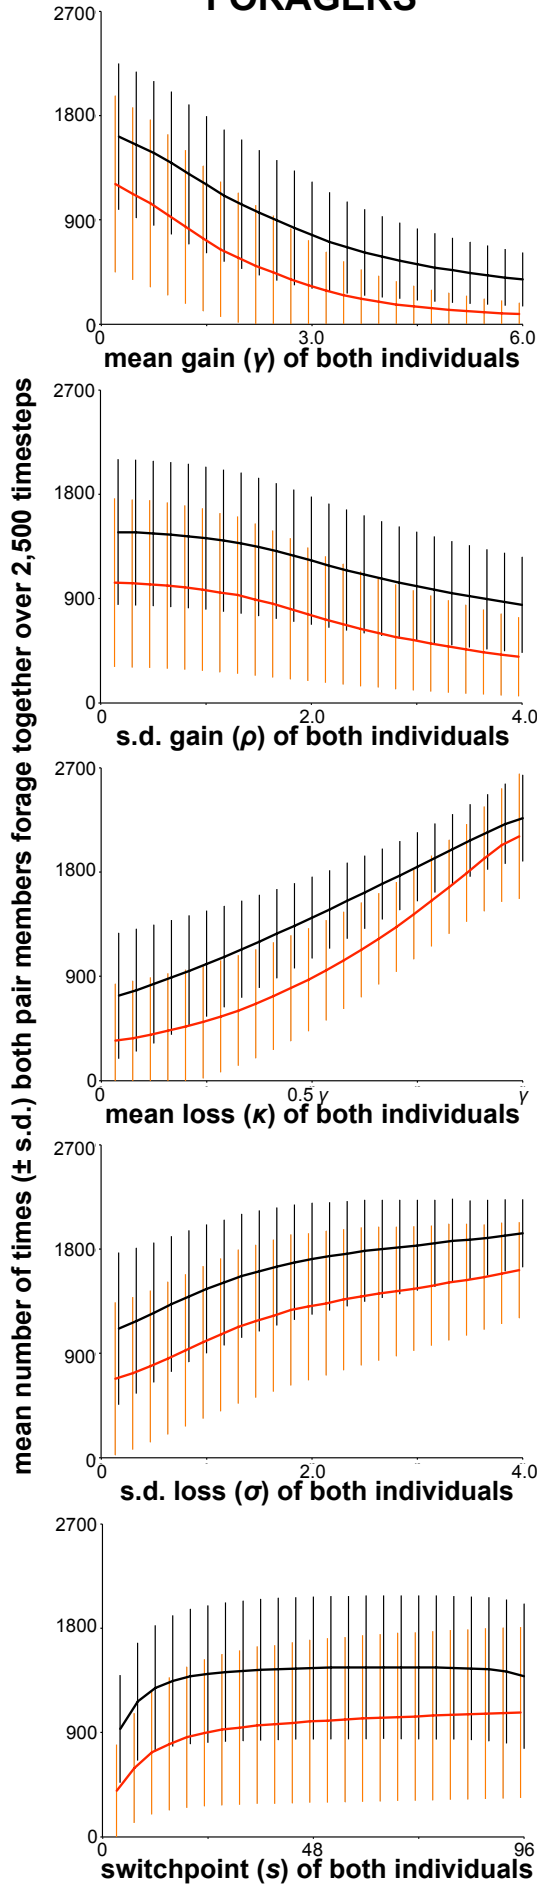 FORAGERS
2700
1800
900
0
0 3.0 6.0
mean gain (γ) of both individuals
2700
1800
900
0
0 2.0 4.0
s.d. gain (ρ) of both individuals
2700
1800
900
0
0 0.5γ γ
mean loss (κ) of both individuals
2700
1800
900
0
0 2.0 4.0
s.d. loss (σ) of both individuals
2700
1800
900
0
0 48 96
switchpoint (s) of both individuals
mean number of times (± s.d.) both pair members forage together over 2,500 timesteps